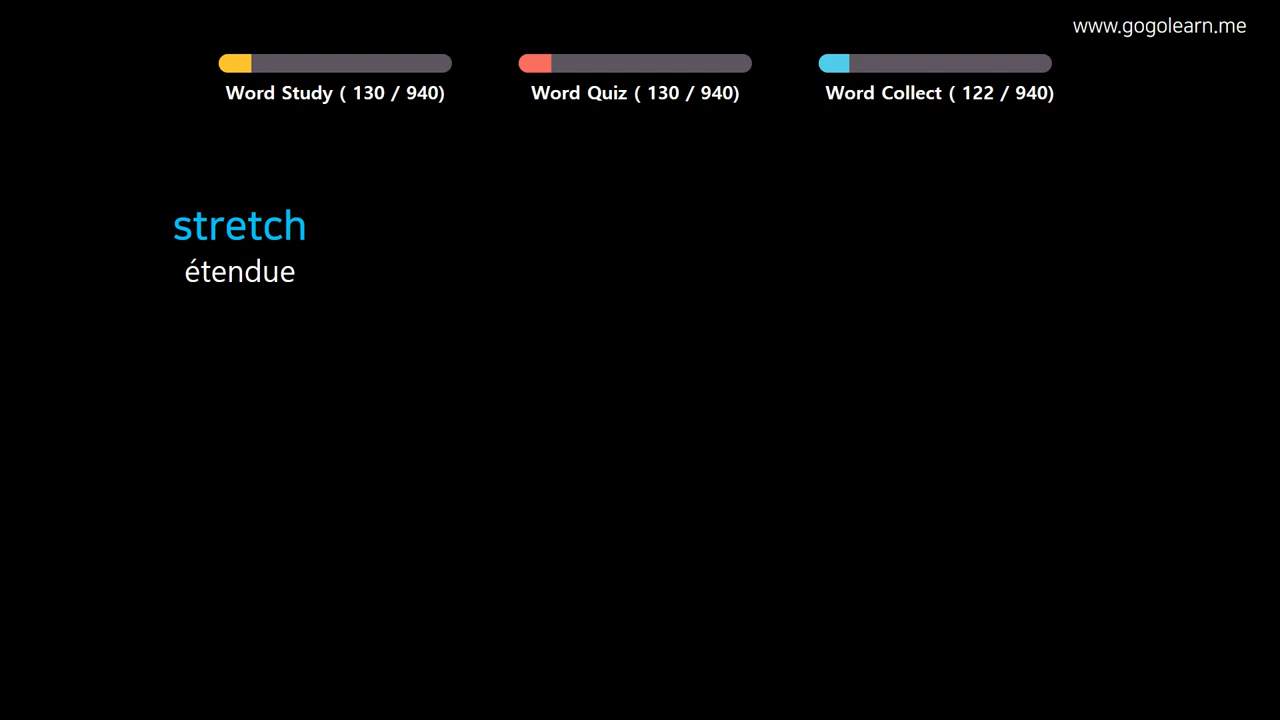 www.gogolearn.me
Word Study ( 130 / 940)
Word Quiz ( 130 / 940)
Word Collect ( 122 / 940)
stretch
étendue